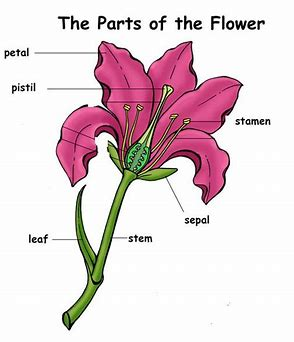 The Parts of the Flower
petal
pistil
stamen
sepal
leaf
stem